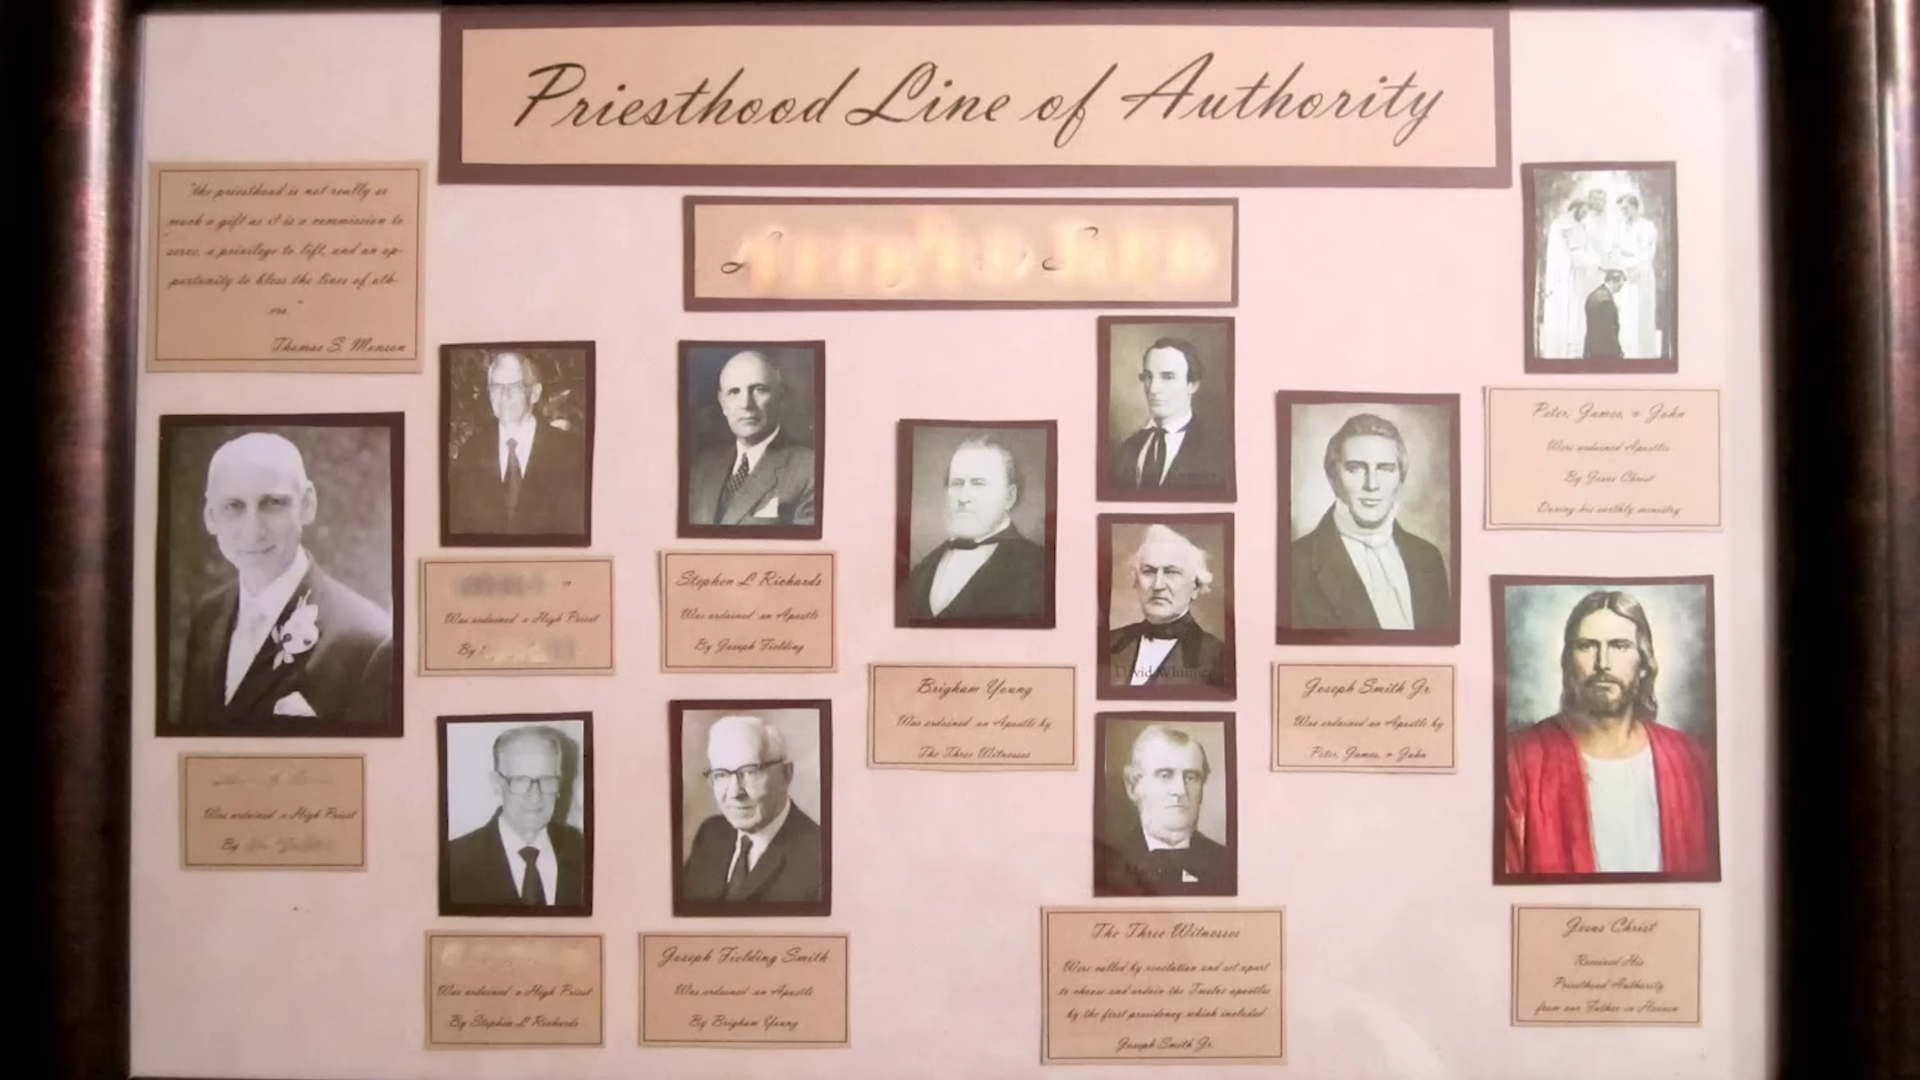 Priesthood Line of Authority
"the priesthood is not really so
much a gift as it is a commission to
serve, a privilege to lift, and an op-
portunity to bless the lives of oth-
ers."
Thomas S. Monson
Was ordained a High Priest
By
Was ordained a High Priest
By
Was ordained a High Priest
By Stephen L Richards
Stephen L Richards
Was ordained an Apostle
By Joseph Fielding
Joseph Fielding Smith
Was ordained an Apostle
By Brigham Young
Brigham Young
Was ordained an Apostle by
The Three Witnesses
David Whitmer
The Three Witnesses
Were called by revelation and set apart
to choose and ordain the Twelve apostles
by the first presidency which included
Joseph Smith Jr.
Joseph Smith Jr.
Was ordained an Apostle by
Peter, James, & John
Peter, James, & John
Were ordained Apostles
By Jesus Christ
During his earthly ministry
Jesus Christ
Received His
Priesthood Authority
from our Father in Heaven